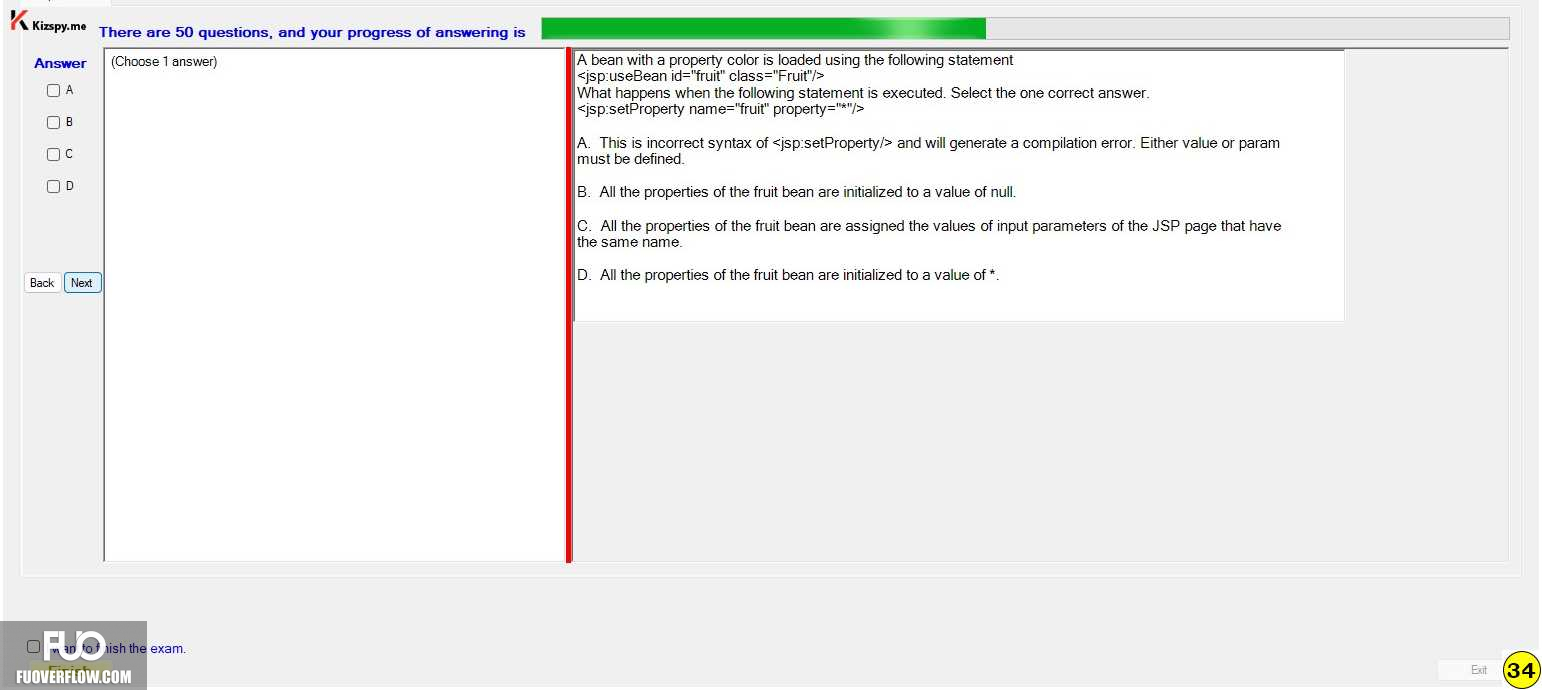 Kizspy.me
There are 50 questions, and your progress of answering is
Answer
(Choose 1 answer)
A
B
C
D
Back
Next
A bean with a property color is loaded using the following statement
<jsp:useBean id="fruit" class="Fruit"/>
What happens when the following statement is executed. Select the one correct answer.
<jsp:setProperty name="fruit" property="*"/>
A. This is incorrect syntax of <jsp:setProperty/> and will generate a compilation error. Either value or param
must be defined.
B. All the properties of the fruit bean are initialized to a value of null.
C. All the properties of the fruit bean are assigned the values of input parameters of the JSP page that have
the same name.
D. All the properties of the fruit bean are initialized to a value of *.
want to finish the exam.
Finish
FUO
FUOVERFLOW.COM
Exit
34